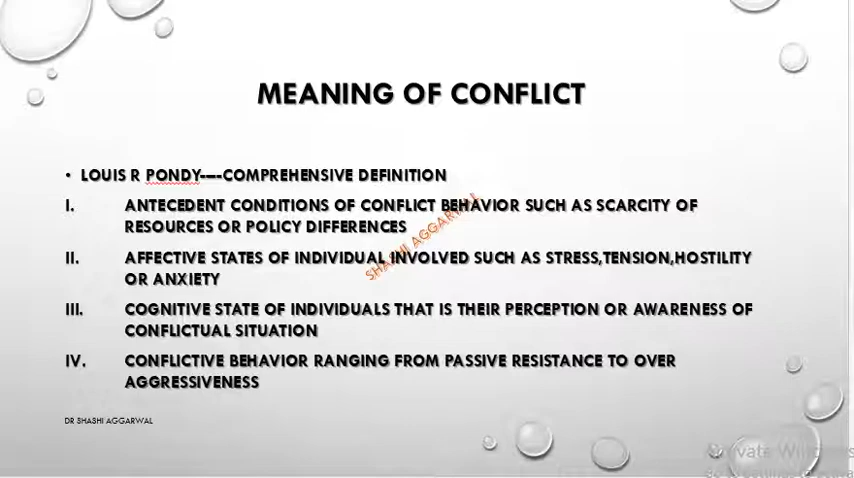 MEANING OF CONFLICT
• LOUIS R PONDY----COMPREHENSIVE DEFINITION
I. ANTECEDENT CONDITIONS OF CONFLICT BEHAVIOR SUCH AS SCARCITY OF
RESOURCES OR POLICY DIFFERENCES
SHASHI AGGARWAL
II. AFFECTIVE STATES OF INDIVIDUAL INVOLVED SUCH AS STRESS,TENSION,HOSTILITY
OR ANXIETY
III. COGNITIVE STATE OF INDIVIDUALS THAT IS THEIR PERCEPTION OR AWARENESS OF
CONFLICTUAL SITUATION
IV. CONFLICTIVE BEHAVIOR RANGING FROM PASSIVE RESISTANCE TO OVER
AGGRESSIVENESS
DR SHASHI AGGARWAL